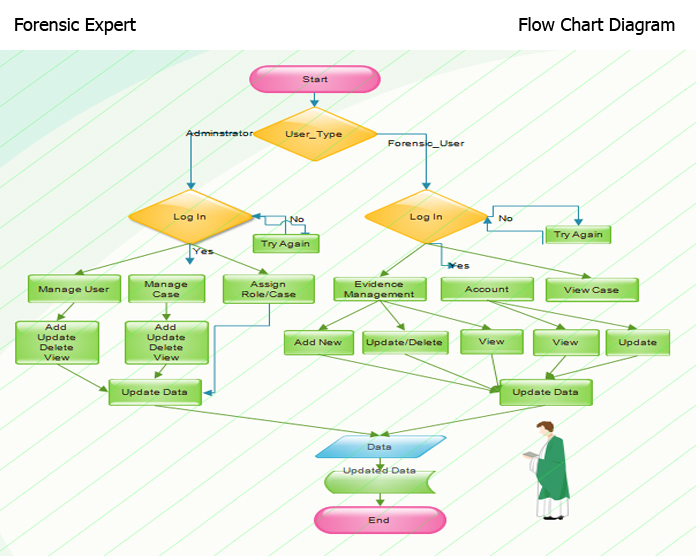 Forensic Expert
Flow Chart Diagram
Start
User_Type
Adminstrator
Forensic_User
Log In
No
Try Again
Yes
Log In
No
Try Again
Yes
Manage User
Manage
Case
Assign
Role/Case
Evidence
Management
Account
View Case
Add
Update
Delete
View
Add
Update
Delete
View
Add New
Update/Delete
View
View
Update
Update Data
Update Data
Data
Updated Data
End